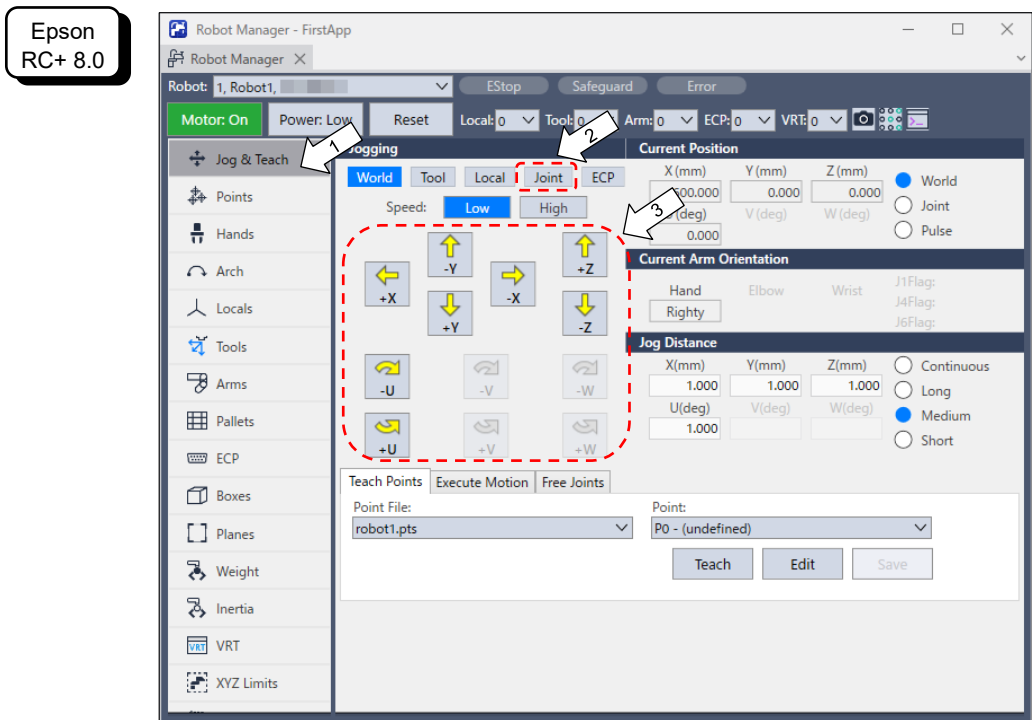 Epson
RC+ 8.0
Robot Manager - FirstApp
Robot Manager
Robot: 1, Robot1, EStop Safeguard Error
Motor: On Power: Low Reset Local: 0 Tool: 0 Arm: 0 ECP: 0 VRT: 0
1
2
3
Jog & Teach
Points
Hands
Arch
Locals
Tools
Arms
Pallets
ECP
Boxes
Planes
Weight
Inertia
VRT VRT
XYZ Limits
Jogging
World Tool Local Joint ECP
Speed: Low High
-Y +Z
+X -X
+Y -Z
-U -V -W
+U +V +W
Current Position
X (mm) Y (mm) Z (mm)
0.000 0.000
(deg) V (deg) W (deg)
0.000
World
Joint
Pulse
Current Arm Orientation
Hand Elbow Wrist
Righty
J1Flag:
J4Flag:
J6Flag:
Jog Distance
X(mm) Y(mm) Z(mm)
1.000 1.000 1.000
U(deg) V(deg) W(deg)
1.000
Continuous
Long
Medium
Short
Teach Points Execute Motion Free Joints
Point File: Point:
robot1.pts P0 - (undefined)
Teach Edit Save